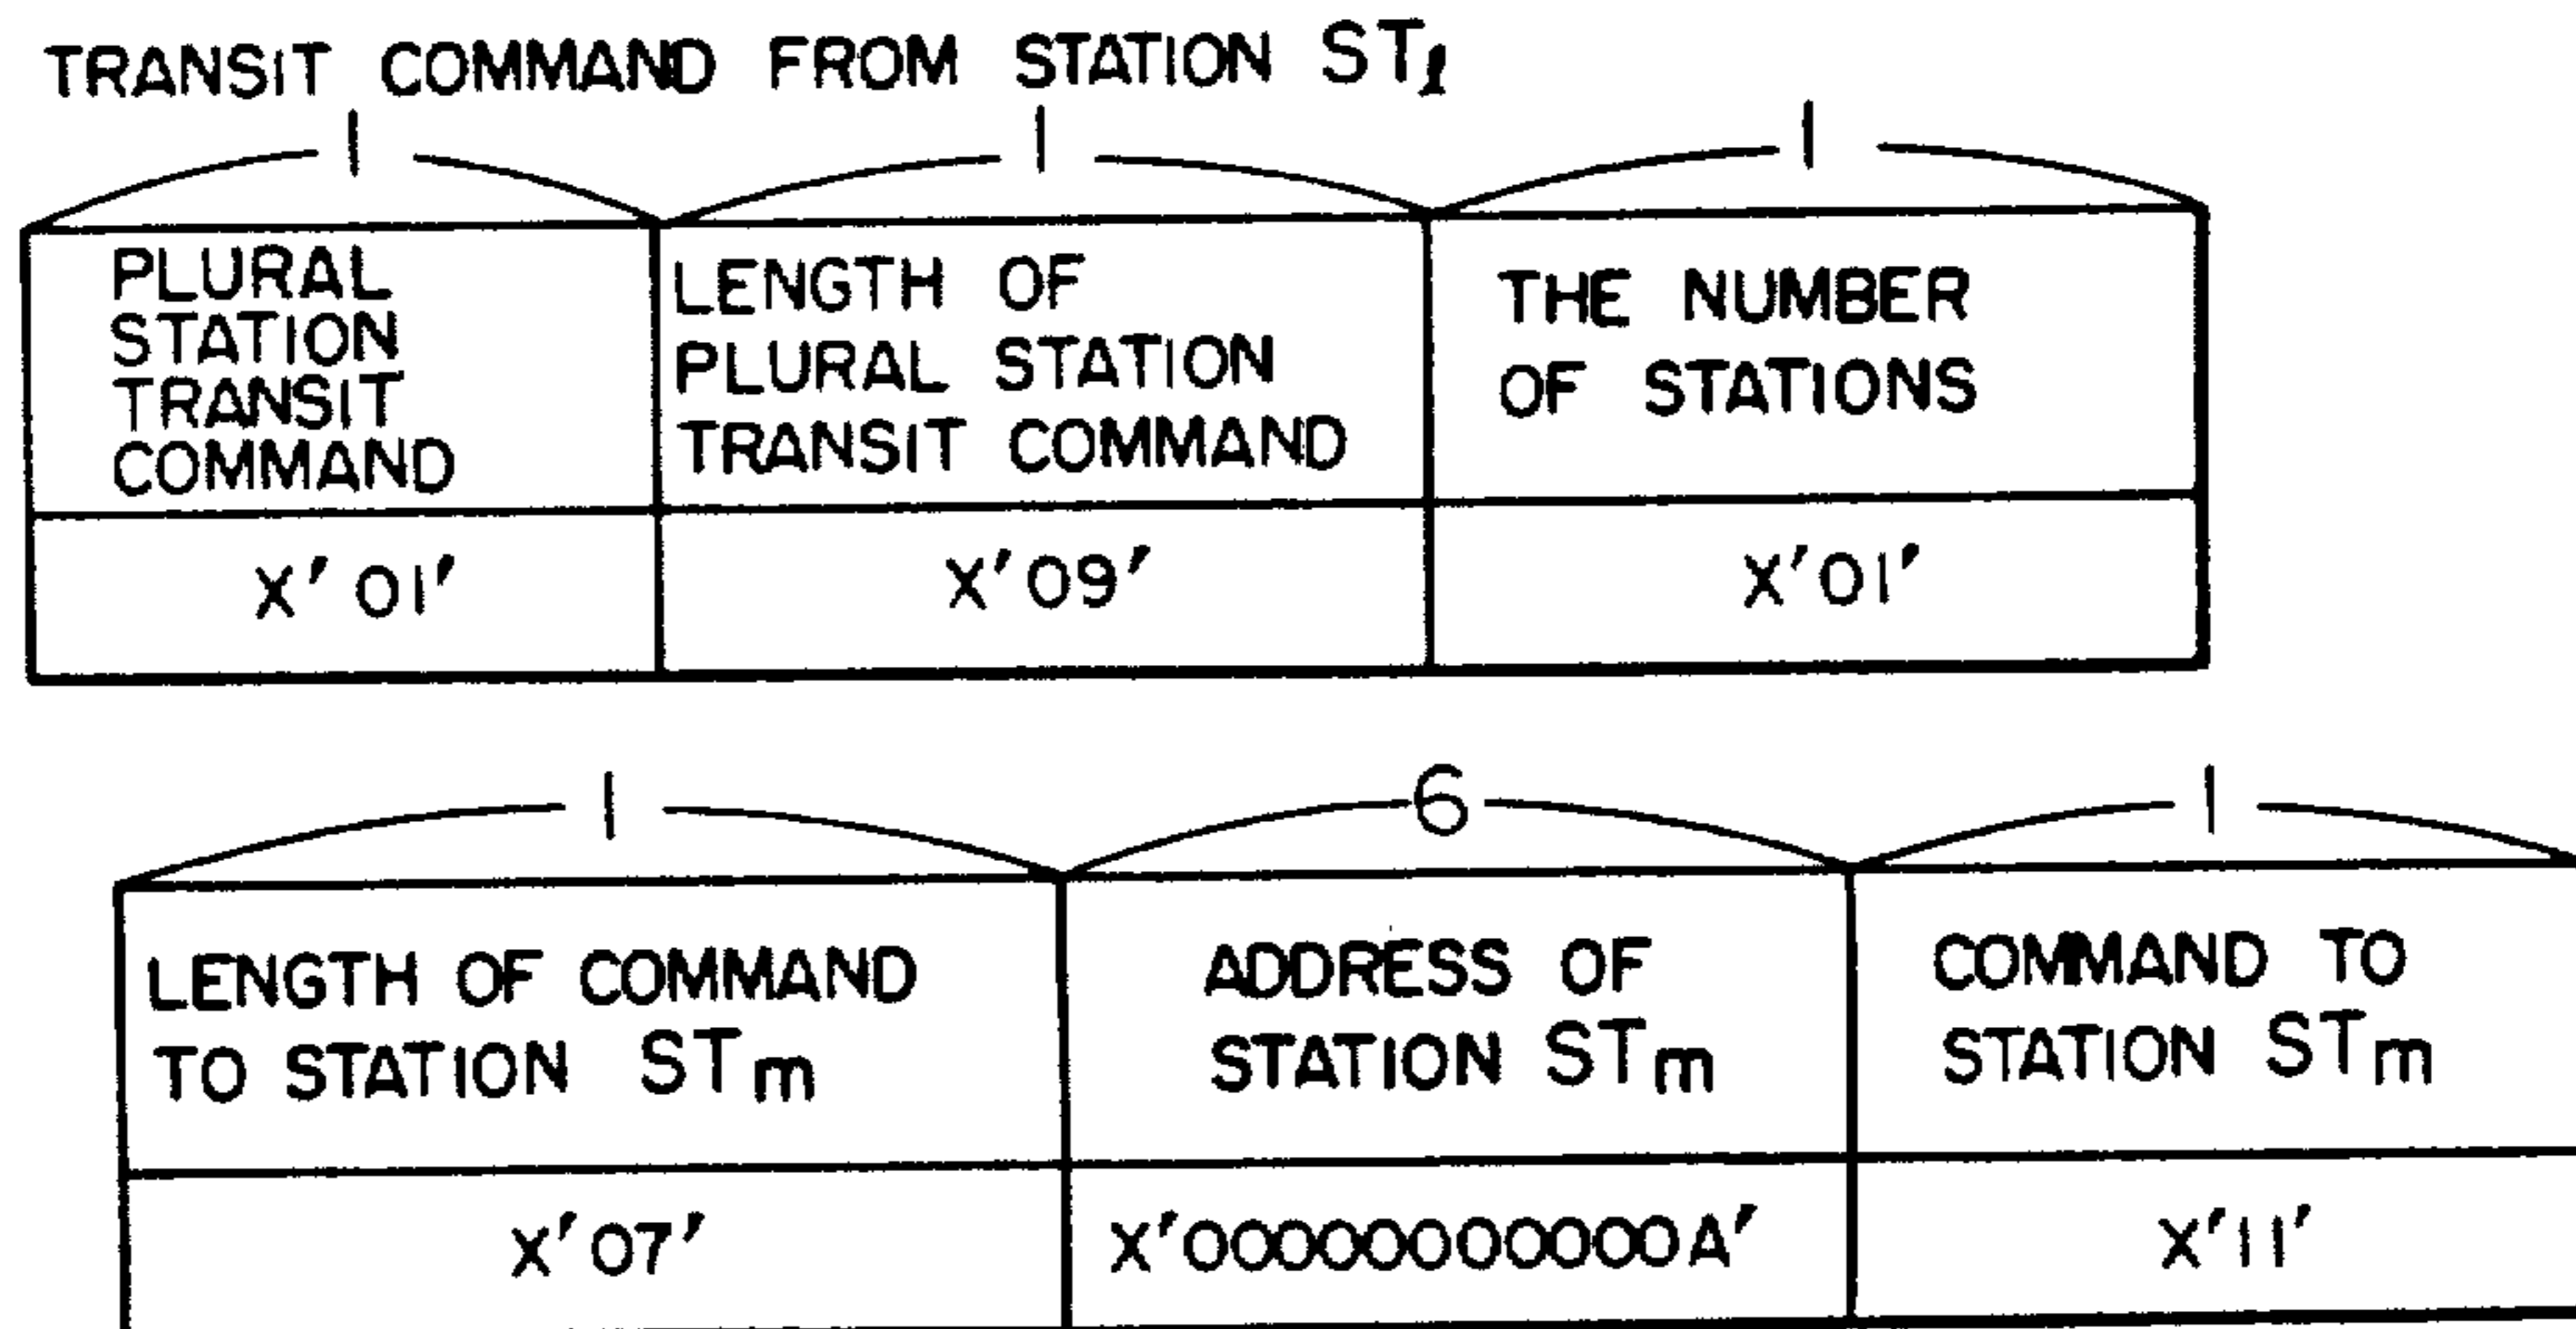 TRANSIT COMMAND FROM STATION STℓ
1
1
1
PLURAL
STATION
TRANSIT
COMMAND
LENGTH OF
PLURAL STATION
TRANSIT COMMAND
THE NUMBER
OF STATIONS
X'01'
X'09'
X'01'
1
6
1
LENGTH OF COMMAND
TO STATION STm
ADDRESS OF
STATION STm
COMMAND TO
STATION STm
X'07'
X'00000000000A'
X'11'